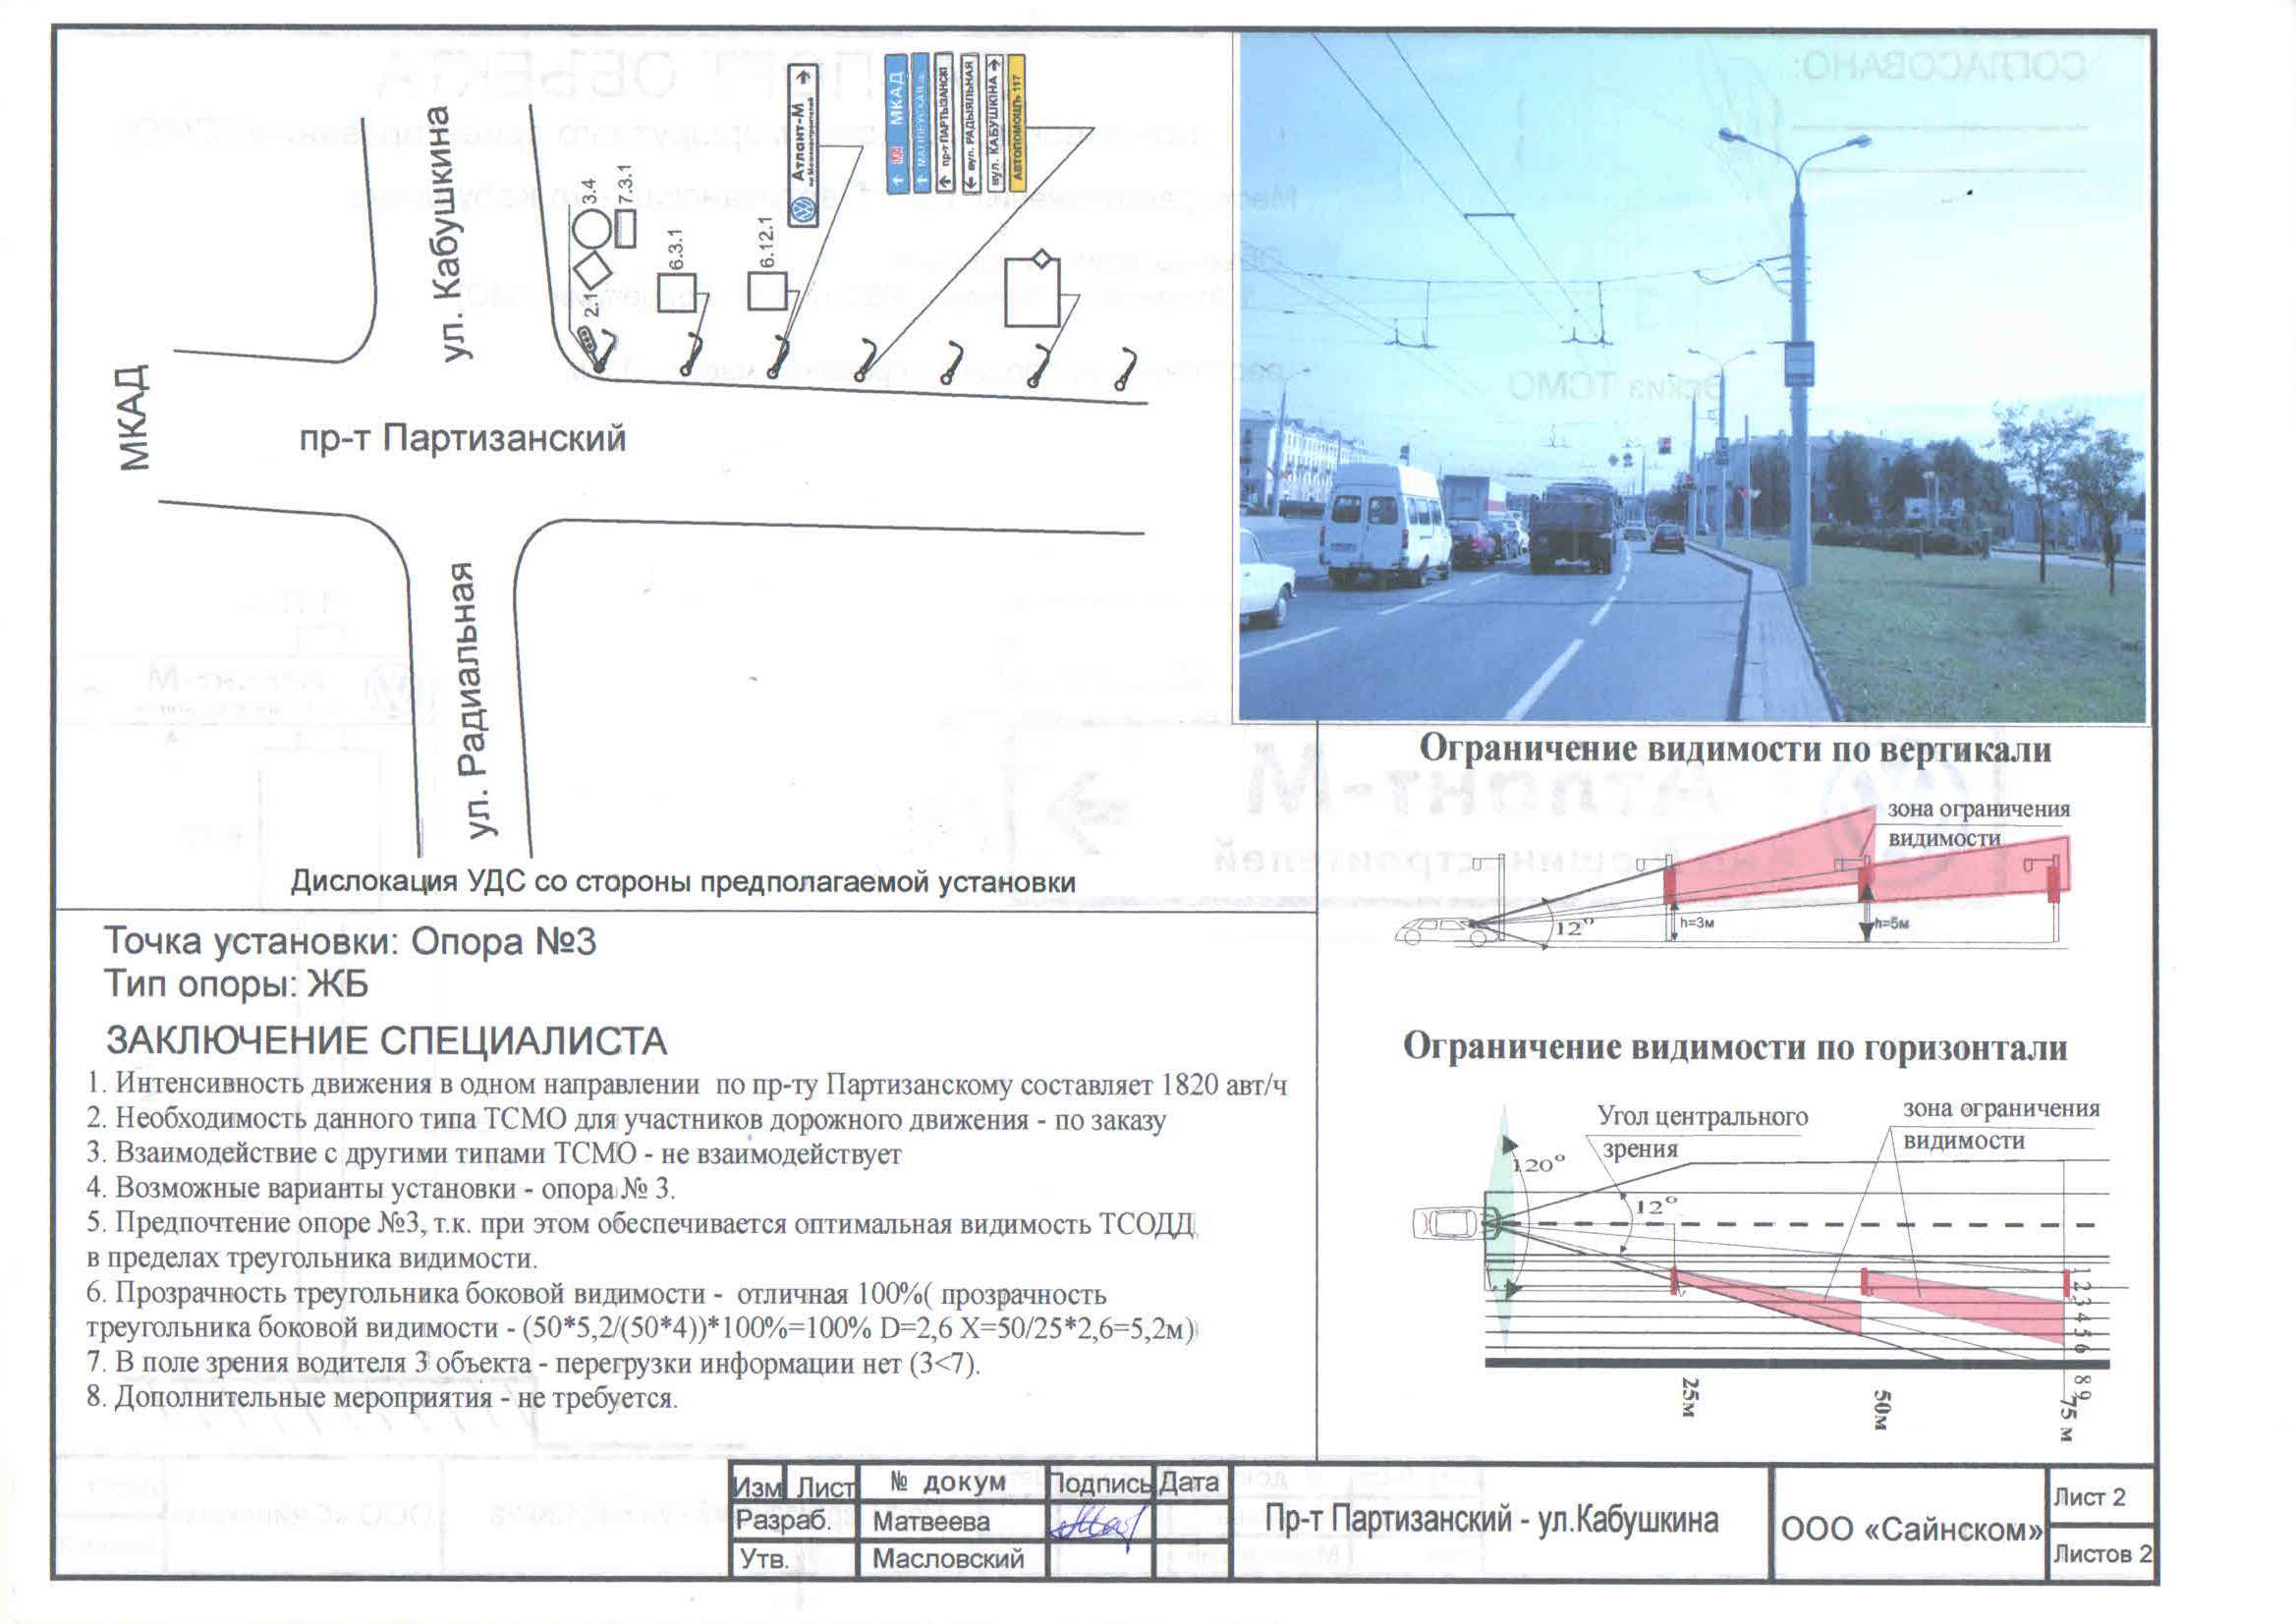 МКАД
ул. Кабушкина
пр-т Партизанский
ул. Радиальная
2.1
3.4
7.3.1
6.3.1
6.12.1
Атлант-М
МКАД
пр-т ПАРТЫЗАНСКІ
вул. РАДЫЯЛЬНАЯ
вул. КАБУШКІНА
АВТОПОМОЩЬ 117
Дислокация УДС со стороны предполагаемой установки
Точка установки: Опора №3
Тип опоры: ЖБ
ЗАКЛЮЧЕНИЕ СПЕЦИАЛИСТА
1. Интенсивность движения в одном направлении по пр-ту Партизанскому составляет 1820 авт/ч
2. Необходимость данного типа ТСМО для участников дорожного движения - по заказу
3. Взаимодействие с другими типами ТСМО - не взаимодействует
4. Возможные варианты установки - опора № 3.
5. Предпочтение опоре №3, т.к. при этом обеспечивается оптимальная видимость ТСОДД
в пределах треугольника видимости.
6. Прозрачность треугольника боковой видимости - отличная 100%( прозрачность
треугольника боковой видимости - (50*5,2/(50*4))*100%=100% D=2,6 X=50/25*2,6=5,2м)
7. В поле зрения водителя 3 объекта - перегрузки информации нет (3<7).
8. Дополнительные мероприятия - не требуется.
Ограничение видимости по вертикали
зона ограничения
видимости
12°
h=3м
h=5м
Ограничение видимости по горизонтали
Угол центрального
зрения
зона ограничения
видимости
120°
12°
1 2 3 4 5 6
8 9
25м
50м
75 м
Изм Лист № докум Подпись Дата
Разраб. Матвеева
Утв. Масловский
Пр-т Партизанский - ул.Кабушкина
ООО «Сайнском»
Лист 2
Листов 2